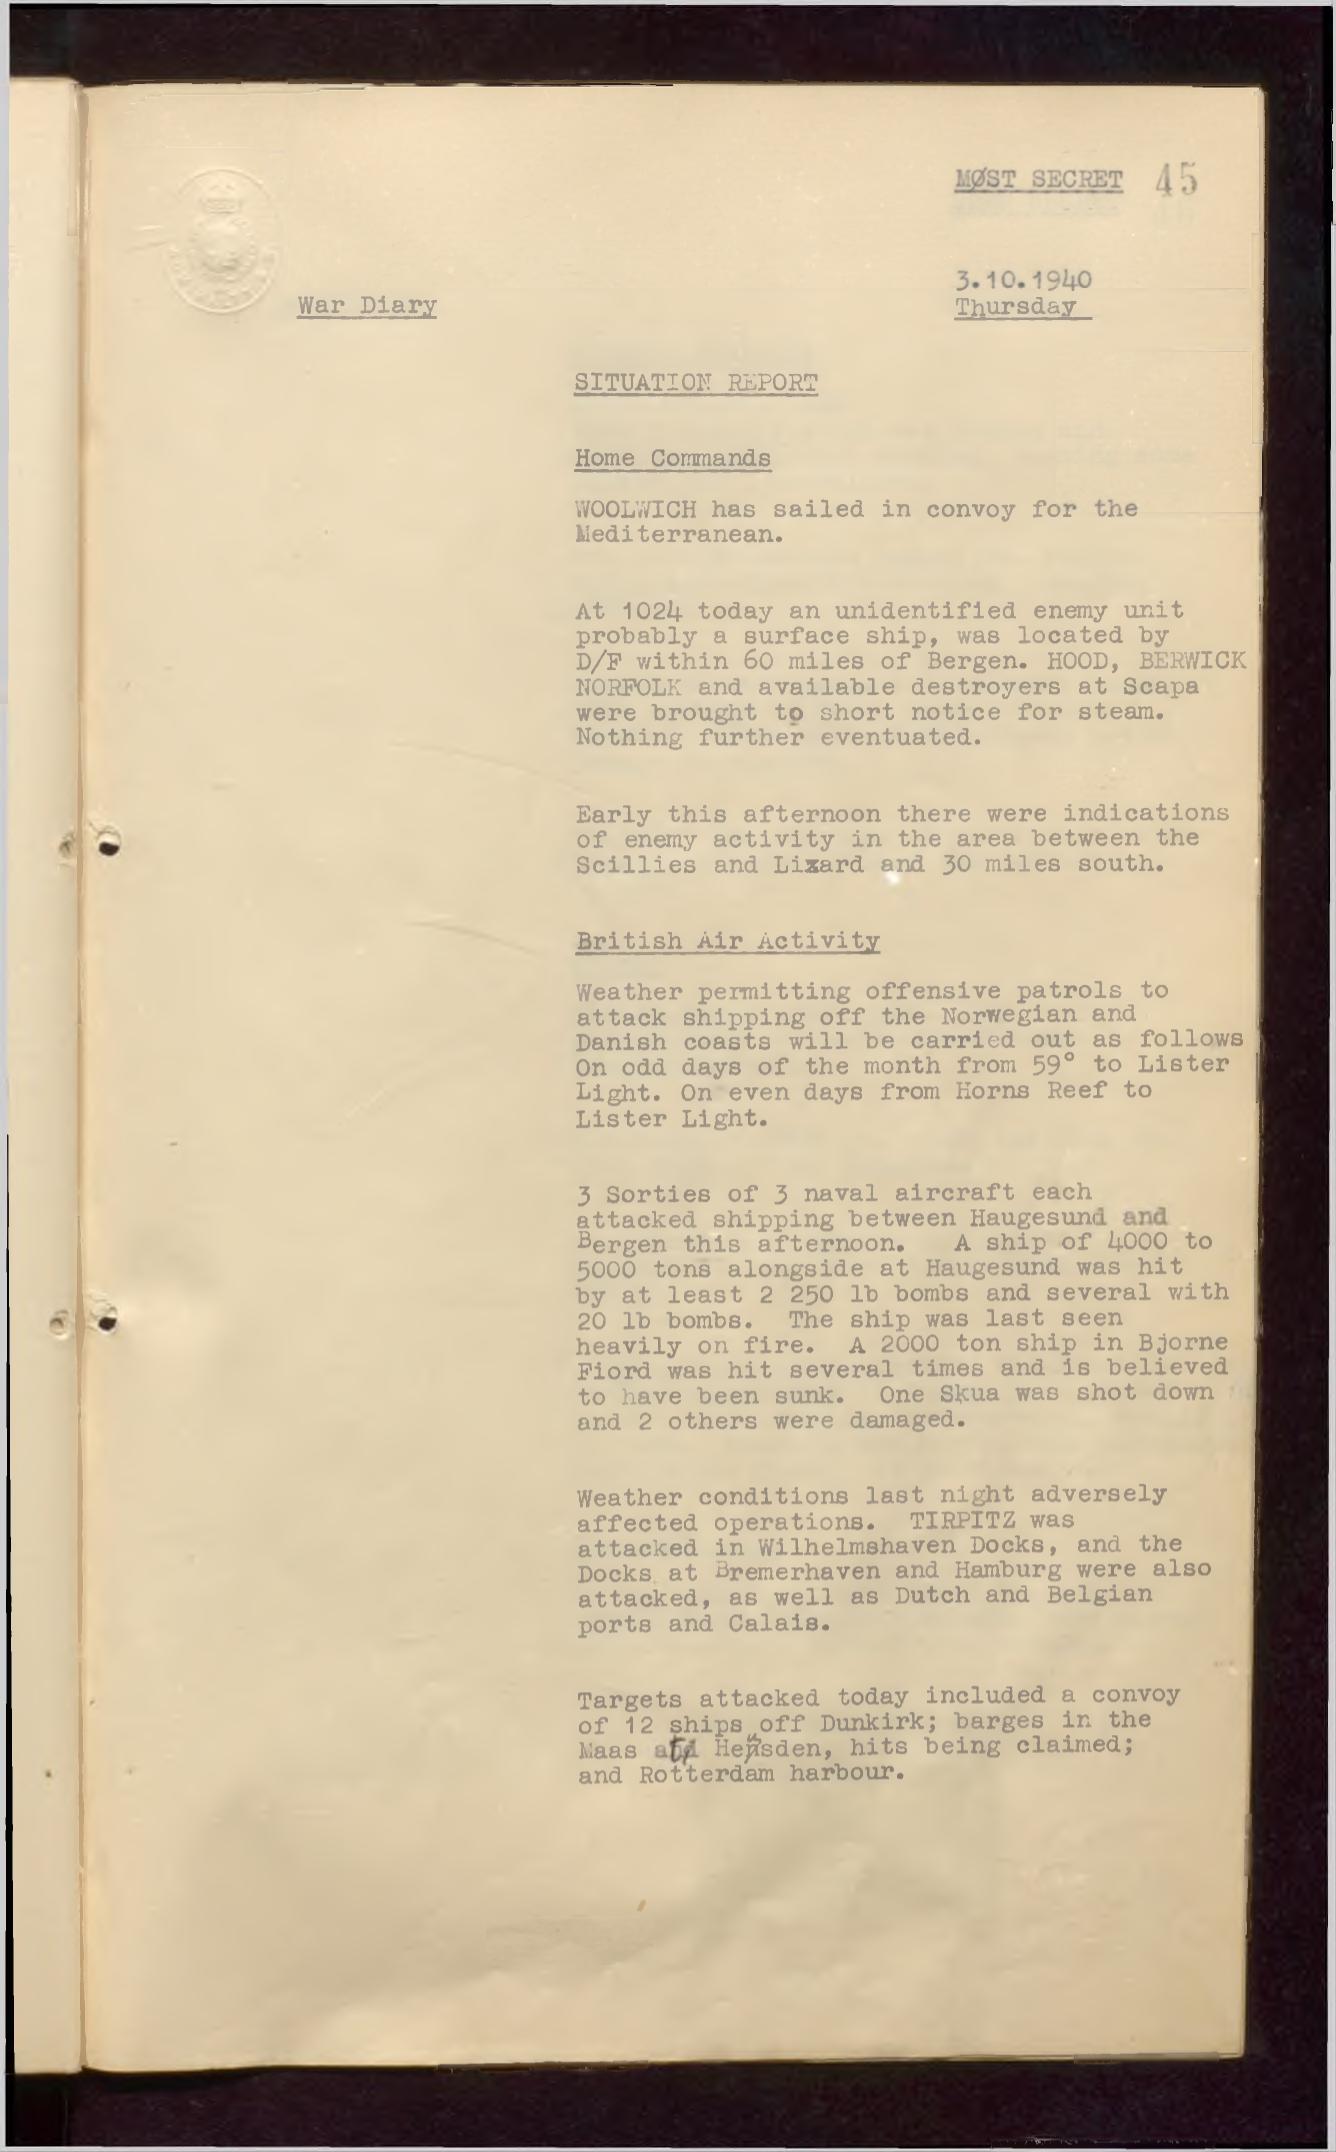 MOST SECRET 45
3.10.1940
War Diary
Thursday
SITUATION REPORT
Home Commands
WOOLWICH has sailed in convoy for the
Mediterranean.
At 1024 today an unidentified enemy unit
probably a surface ship, was located by
D/F within 60 miles of Bergen. HOOD, BERWICK
NORFOLK and available destroyers at Scapa
were brought to short notice for steam.
Nothing further eventuated.
Early this afternoon there were indications
of enemy activity in the area between the
Scillies and Lizard and 30 miles south.
British Air Activity
Weather permitting offensive patrols to
attack shipping off the Norwegian and
Danish coasts will be carried out as follows
On odd days of the month from 59° to Lister
Light. On even days from Horns Reef to
Lister Light.
3 Sorties of 3 naval aircraft each
attacked shipping between Haugesund and
Bergen this afternoon. A ship of 4000 to
5000 tons alongside at Haugesund was hit
by at least 2 250 lb bombs and several with
20 lb bombs. The ship was last seen
heavily on fire. A 2000 ton ship in Bjorne
Fiord was hit several times and is believed
to have been sunk. One Skua was shot down
and 2 others were damaged.
Weather conditions last night adversely
affected operations. TIRPITZ was
attacked in Wilhelmshaven Docks, and the
Docks at Bremerhaven and Hamburg were also
attacked, as well as Dutch and Belgian
ports and Calais.
Targets attacked today included a convoy
of 12 ships off Dunkirk; barges in the
Maas hits being claimed;
and Rotterdam harbour.